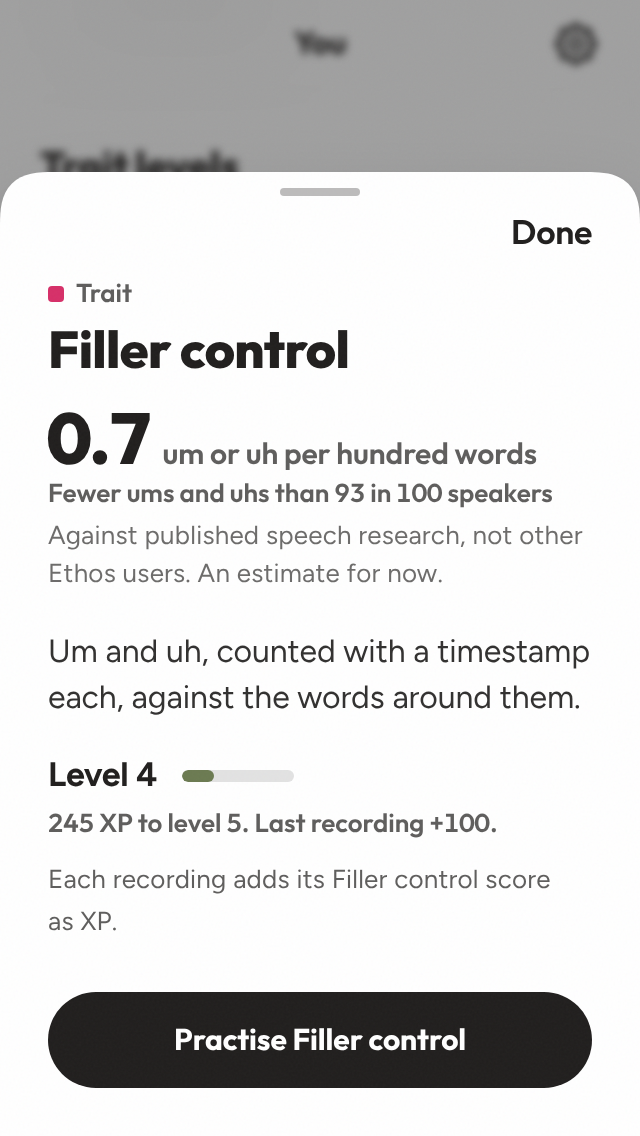 You
Trait levels
Done
Trait
Filler control
0.7 um or uh per hundred words
Fewer ums and uhs than 93 in 100 speakers
Against published speech research, not other
Ethos users. An estimate for now.
Um and uh, counted with a timestamp
each, against the words around them.
Level 4
245 XP to level 5. Last recording +100.
Each recording adds its Filler control score
as XP.
Practise Filler control